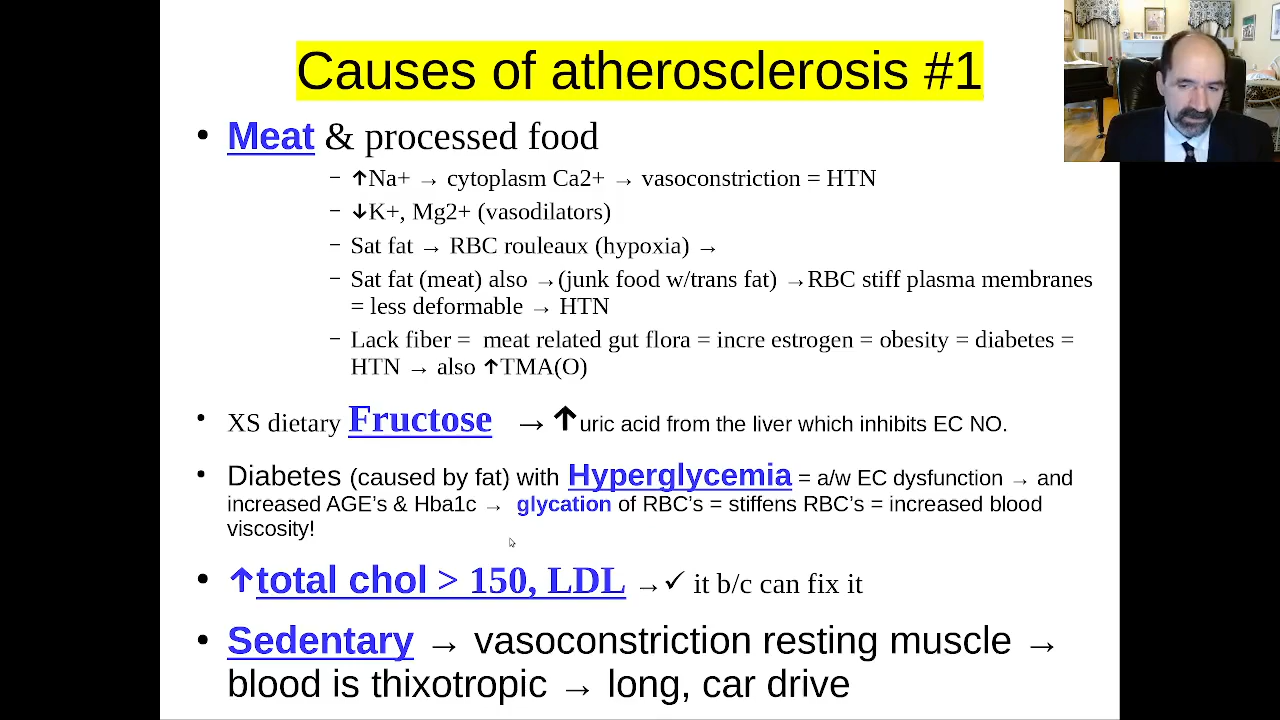 Causes of atherosclerosis #1
• Meat & processed food
– ↑Na+ → cytoplasm Ca2+ → vasoconstriction = HTN
– ↓K+, Mg2+ (vasodilators)
– Sat fat → RBC rouleaux (hypoxia) →
– Sat fat (meat) also →(junk food w/trans fat) →RBC stiff plasma membranes
= less deformable → HTN
– Lack fiber = meat related gut flora = incre estrogen = obesity = diabetes =
HTN → also ↑TMA(O)
• XS dietary Fructose → ↑uric acid from the liver which inhibits EC NO.
• Diabetes (caused by fat) with Hyperglycemia = a/w EC dysfunction → and
increased AGE’s & Hba1c → glycation of RBC’s = stiffens RBC’s = increased blood
viscosity!
• ↑total chol > 150, LDL →✓ it b/c can fix it
• Sedentary → vasoconstriction resting muscle →
blood is thixotropic → long, car drive